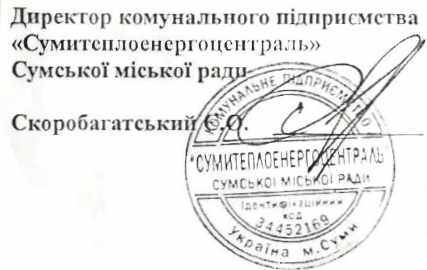 Директор комунального підприємства
«Сумитеплоенергоцентраль»
Сумської міської ради
Скоробагатський Є.О.
КОМУНАЛЬНЕ ПІДПРИЄМСТВО
"СУМИТЕПЛОЕНЕРГОЦЕНТРАЛЬ
СУМСЬКОЇ МІСЬКОЇ РАДИ
Ідентифікаційний
код
34452169
Україна м.Суми